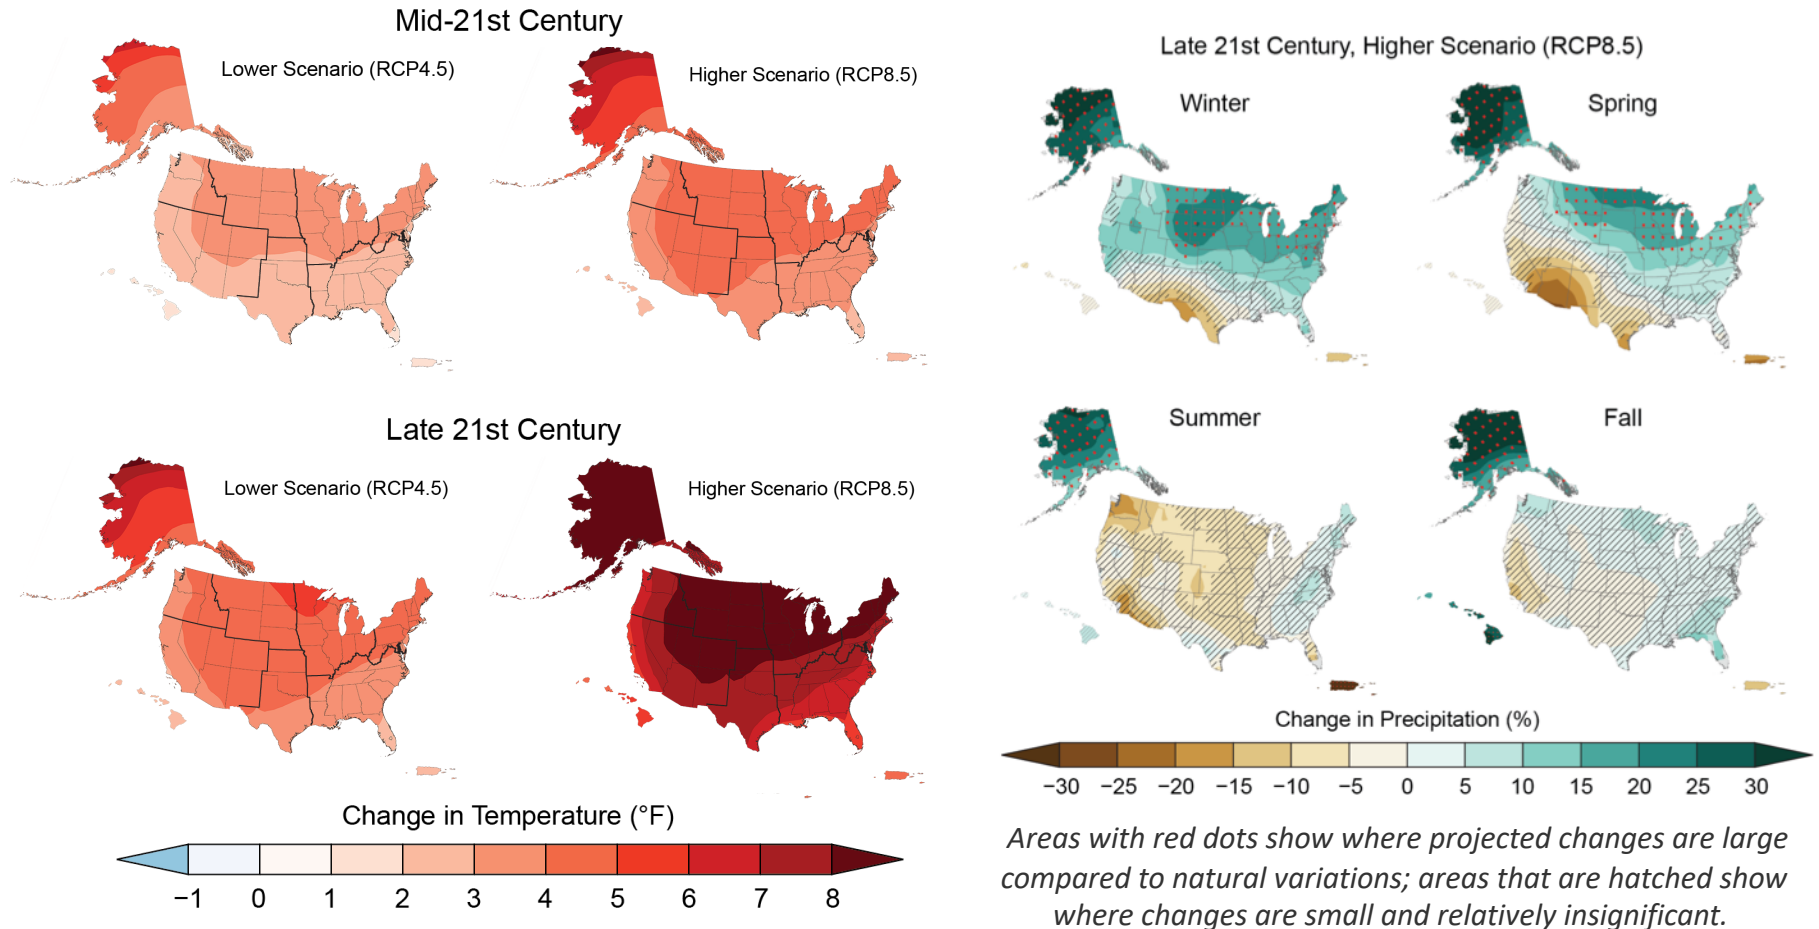 Mid-21st Century
Lower Scenario (RCP4.5)
Higher Scenario (RCP8.5)
Late 21st Century
Lower Scenario (RCP4.5)
Higher Scenario (RCP8.5)
Change in Temperature (°F)
−1 0 1 2 3 4 5 6 7 8
Late 21st Century, Higher Scenario (RCP8.5)
Winter
Spring
Summer
Fall
Change in Precipitation (%)
−30 −25 −20 −15 −10 −5 0 5 10 15 20 25 30
Areas with red dots show where projected changes are large
compared to natural variations; areas that are hatched show
where changes are small and relatively insignificant.